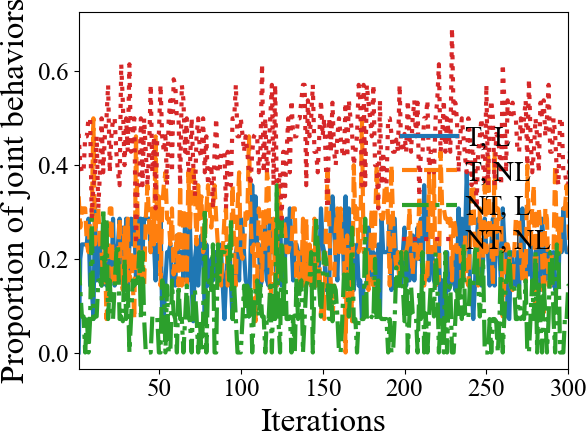 Proportion of joint behaviors
0.6
0.4
0.2
0.0
T, L
T, NL
NT, L
NT, NL
50
100
150
200
250
300
Iterations